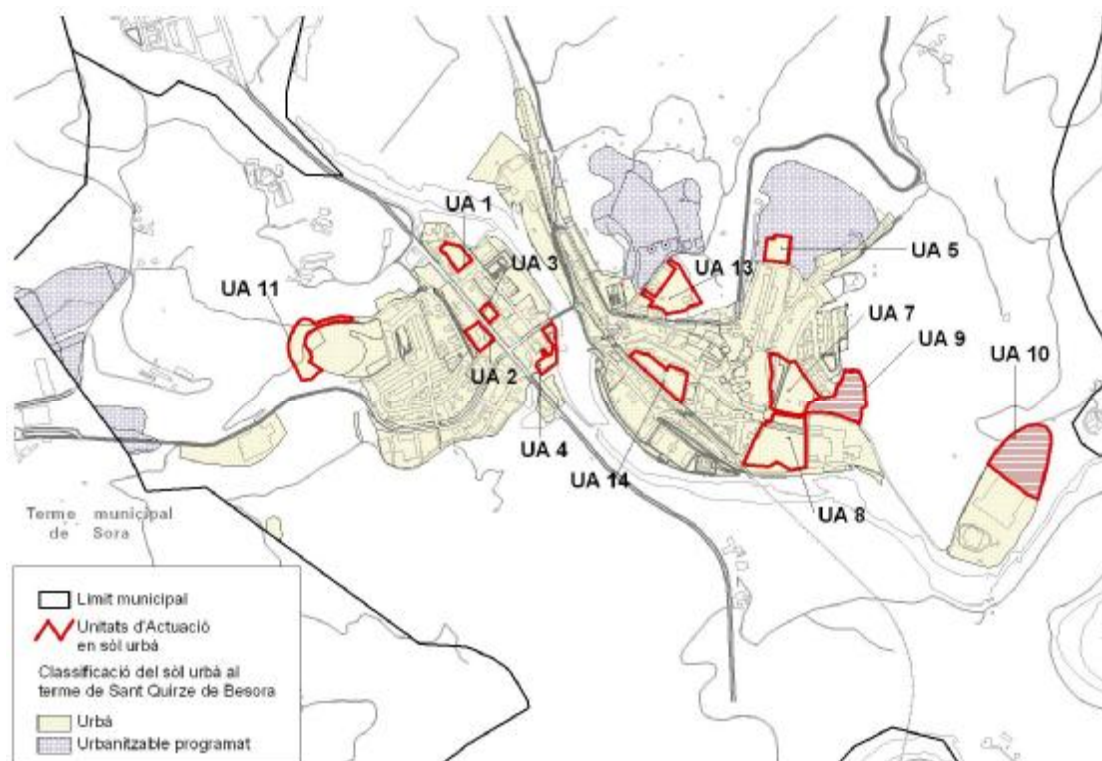 UA 1
UA 3
UA 13
UA 5
UA 11
UA 7
UA 9
UA 10
UA 2
UA 4
UA 14
UA 8
Terme municipal
de Sora
Limit municipal
Unitats d'Actuació
en sòl urbà
Classificació del sòl urbà al
terme de Sant Quirze de Besora
Urbà
Urbanitzable programat